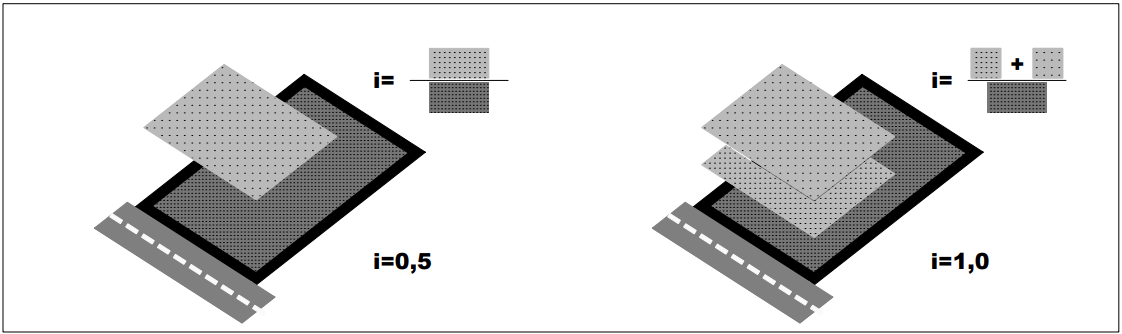 i=
i= +
i=0,5
i=1,0